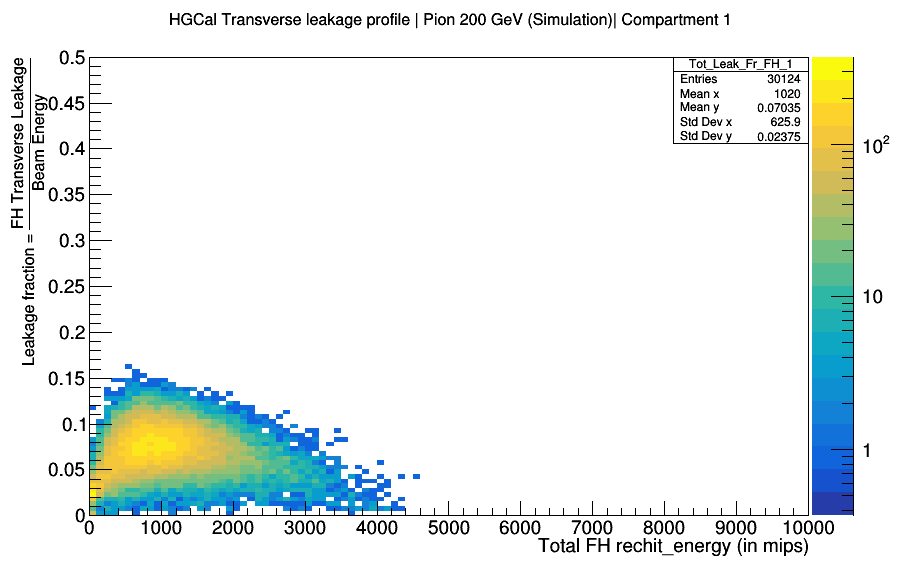 HGCal Transverse leakage profile | Pion 200 GeV (Simulation)| Compartment 1
Leakage fraction = FH Transverse Leakage
Beam Energy
0.5
0.45
0.4
0.35
0.3
0.25
0.2
0.15
0.1
0.05
0
Tot_Leak_Fr_FH_1
Entries 30124
Mean x 1020
Mean y 0.07035
Std Dev x 625.9
Std Dev y 0.02375
10²
10
1
0 1000 2000 3000 4000 5000 6000 7000 8000 9000 10000
Total FH rechit_energy (in mips)